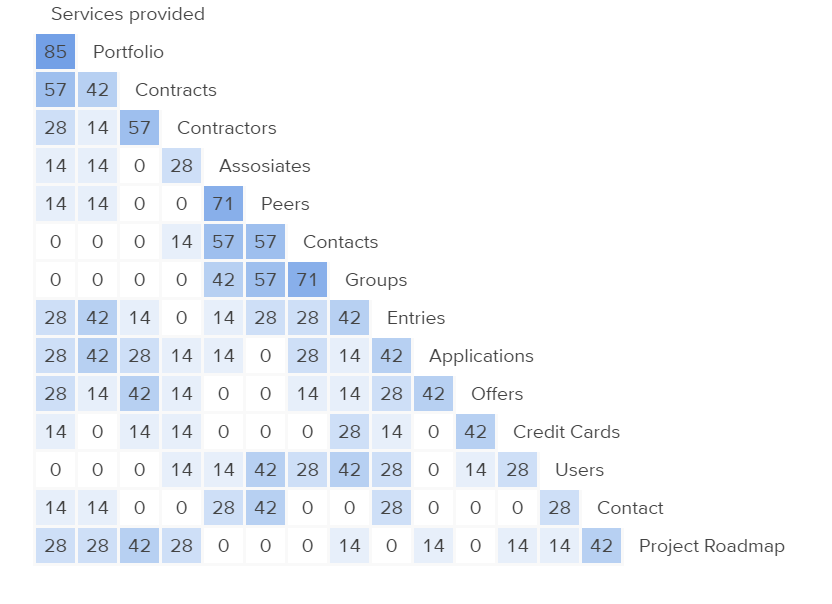 Services provided
85 Portfolio
57 42 Contracts
28 14 57 Contractors
14 14 0 28 Assosiates
14 14 0 0 71 Peers
0 0 0 14 57 57 Contacts
0 0 0 0 42 57 71 Groups
28 42 14 0 14 28 28 42 Entries
28 42 28 14 14 0 28 14 42 Applications
28 14 42 14 0 0 14 14 28 42 Offers
14 0 14 14 0 0 0 28 14 0 42 Credit Cards
0 0 0 14 14 42 28 42 28 0 14 28 Users
14 14 0 0 28 42 0 0 28 0 0 0 28 Contact
28 28 42 28 0 0 0 14 0 14 0 14 14 42 Project Roadmap